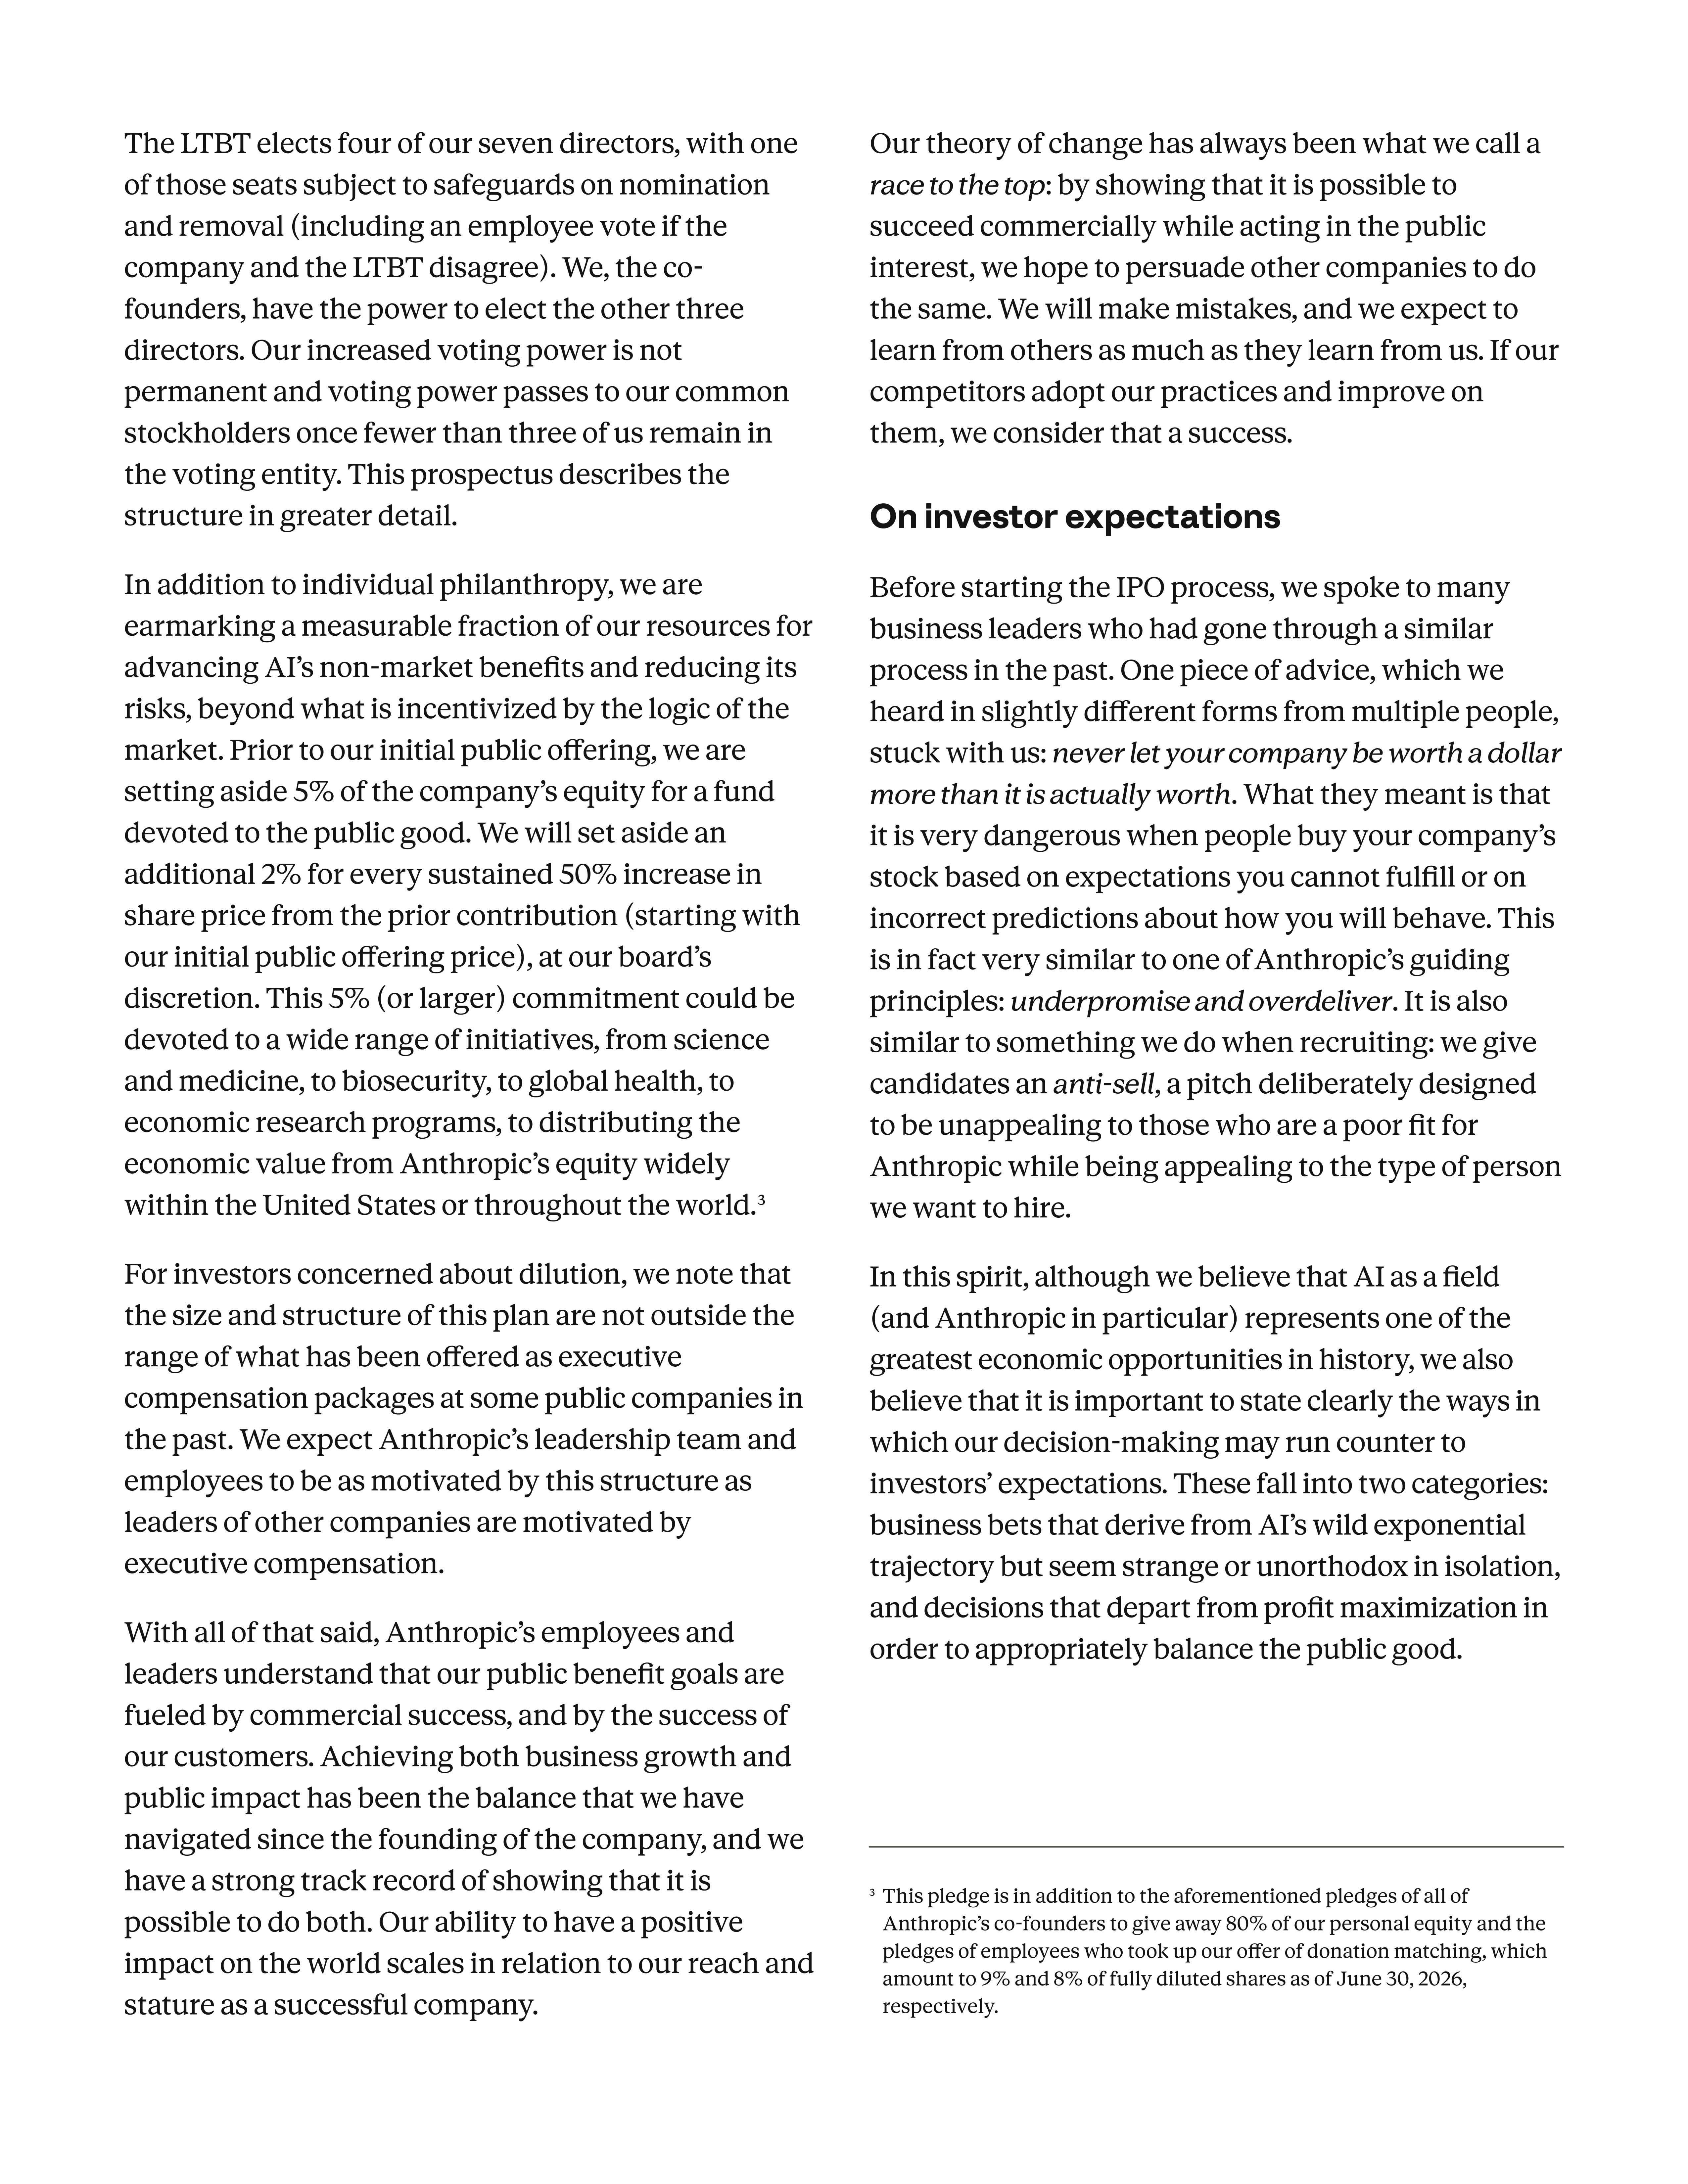 The LTBT elects four of our seven directors, with one
of those seats subject to safeguards on nomination
and removal (including an employee vote if the
company and the LTBT disagree). We, the co-
founders, have the power to elect the other three
directors. Our increased voting power is not
permanent and voting power passes to our common
stockholders once fewer than three of us remain in
the voting entity. This prospectus describes the
structure in greater detail.
In addition to individual philanthropy, we are
earmarking a measurable fraction of our resources for
advancing AI’s non-market benefits and reducing its
risks, beyond what is incentivized by the logic of the
market. Prior to our initial public offering, we are
setting aside 5% of the company’s equity for a fund
devoted to the public good. We will set aside an
additional 2% for every sustained 50% increase in
share price from the prior contribution (starting with
our initial public offering price), at our board’s
discretion. This 5% (or larger) commitment could be
devoted to a wide range of initiatives, from science
and medicine, to biosecurity, to global health, to
economic research programs, to distributing the
economic value from Anthropic’s equity widely
within the United States or throughout the world.³
For investors concerned about dilution, we note that
the size and structure of this plan are not outside the
range of what has been offered as executive
compensation packages at some public companies in
the past. We expect Anthropic’s leadership team and
employees to be as motivated by this structure as
leaders of other companies are motivated by
executive compensation.
With all of that said, Anthropic’s employees and
leaders understand that our public benefit goals are
fueled by commercial success, and by the success of
our customers. Achieving both business growth and
public impact has been the balance that we have
navigated since the founding of the company, and we
have a strong track record of showing that it is
possible to do both. Our ability to have a positive
impact on the world scales in relation to our reach and
stature as a successful company.
Our theory of change has always been what we call a
race to the top: by showing that it is possible to
succeed commercially while acting in the public
interest, we hope to persuade other companies to do
the same. We will make mistakes, and we expect to
learn from others as much as they learn from us. If our
competitors adopt our practices and improve on
them, we consider that a success.
On investor expectations
Before starting the IPO process, we spoke to many
business leaders who had gone through a similar
process in the past. One piece of advice, which we
heard in slightly different forms from multiple people,
stuck with us: never let your company be worth a dollar
more than it is actually worth. What they meant is that
it is very dangerous when people buy your company’s
stock based on expectations you cannot fulfill or on
incorrect predictions about how you will behave. This
is in fact very similar to one of Anthropic’s guiding
principles: underpromise and overdeliver. It is also
similar to something we do when recruiting: we give
candidates an anti-sell, a pitch deliberately designed
to be unappealing to those who are a poor fit for
Anthropic while being appealing to the type of person
we want to hire.
In this spirit, although we believe that AI as a field
(and Anthropic in particular) represents one of the
greatest economic opportunities in history, we also
believe that it is important to state clearly the ways in
which our decision-making may run counter to
investors’ expectations. These fall into two categories:
business bets that derive from AI’s wild exponential
trajectory but seem strange or unorthodox in isolation,
and decisions that depart from profit maximization in
order to appropriately balance the public good.
³ This pledge is in addition to the aforementioned pledges of all of
Anthropic’s co-founders to give away 80% of our personal equity and the
pledges of employees who took up our offer of donation matching, which
amount to 9% and 8% of fully diluted shares as of June 30, 2026,
respectively.